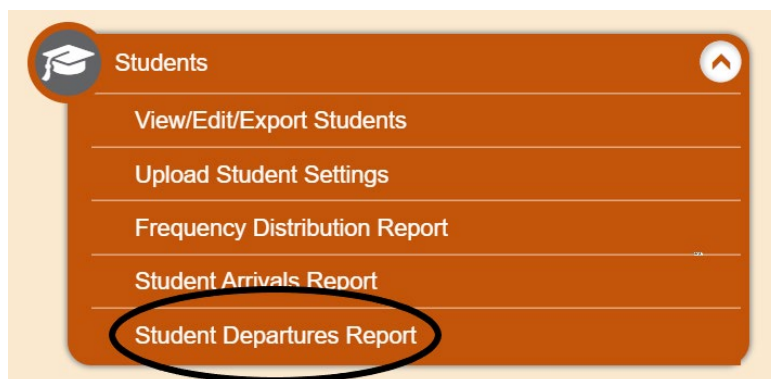 Students
View/Edit/Export Students
Upload Student Settings
Frequency Distribution Report
Student Arrivals Report
Student Departures Report